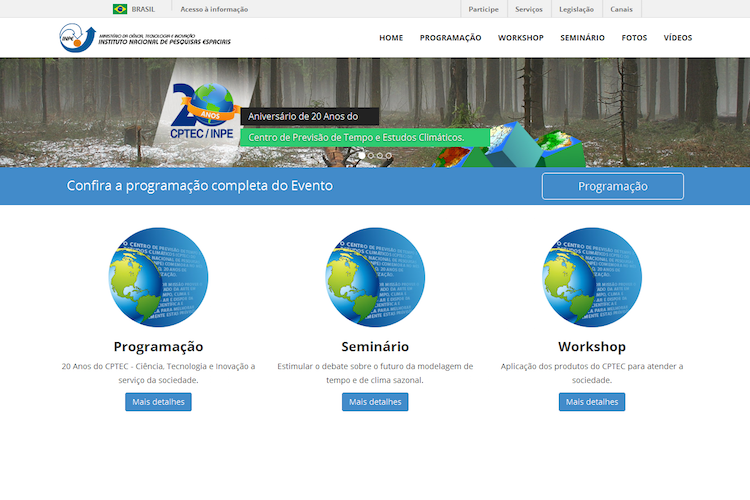 BRASIL
Acesso à informação
Participe
Serviços
Legislação
Canais
INPE
MINISTÉRIO DA CIÊNCIA, TECNOLOGIA E INOVAÇÃO
INSTITUTO NACIONAL DE PESQUISAS ESPACIAIS
HOME
PROGRAMAÇÃO
WORKSHOP
SEMINÁRIO
FOTOS
VÍDEOS
20
ANOS
CPTEC/INPE
Aniversário de 20 Anos do
Centro de Previsão de Tempo e Estudos Climáticos.
Confira a programação completa do Evento
Programação
Programação
20 Anos do CPTEC - Ciência, Tecnologia e Inovação a
serviço da sociedade.
Mais detalhes
Seminário
Estimular o debate sobre o futuro da modelagem de
tempo e de clima sazonal.
Mais detalhes
Workshop
Aplicação dos produtos do CPTEC para atender a
sociedade.
Mais detalhes